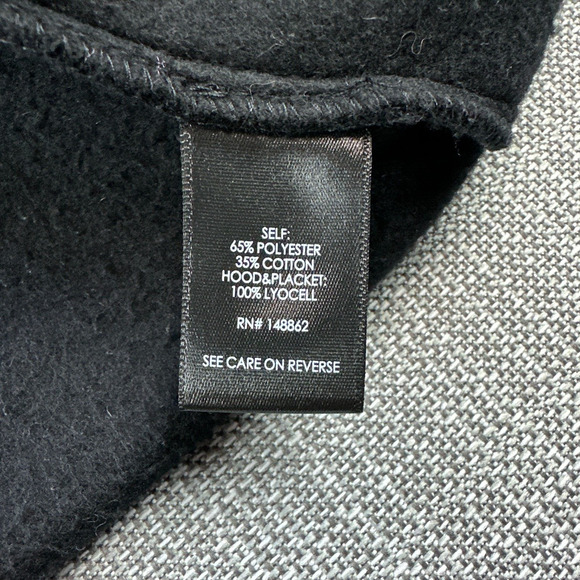 SELF:
65% POLYESTER
35% COTTON
HOOD&PLACKET:
100% LYOCELL
RN# 148862
SEE CARE ON REVERSE